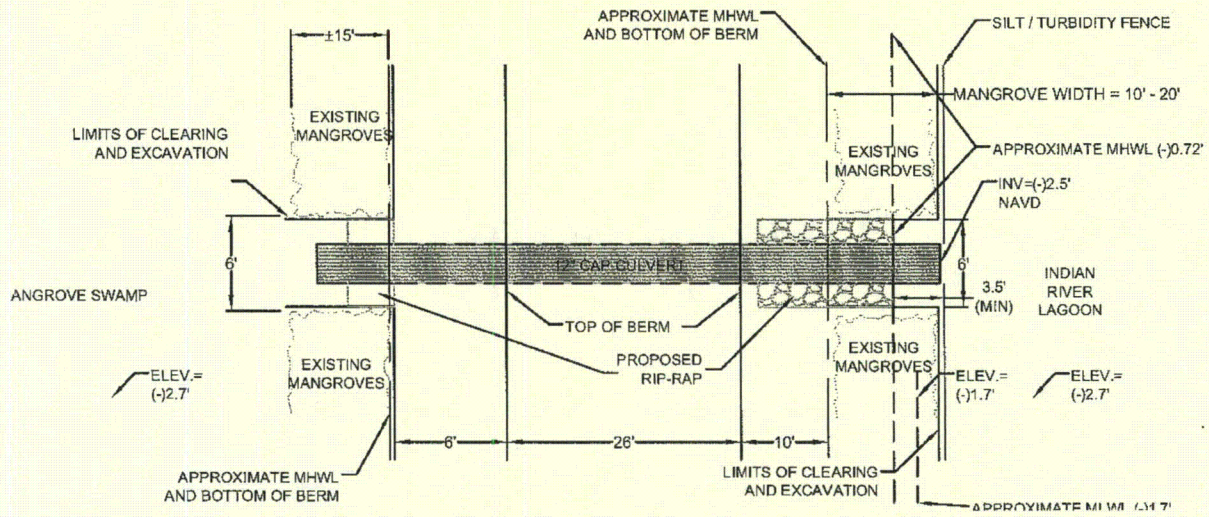 APPROXIMATE MHWL
AND BOTTOM OF BERM
SILT / TURBIDITY FENCE
±15'
MANGROVE WIDTH = 10' - 20'
EXISTING
MANGROVES
LIMITS OF CLEARING
AND EXCAVATION
EXISTING
MANGROVES
APPROXIMATE MHWL (-)0.72'
INV=(-)2.5'
NAVD
6'
12" CAP CULVERT
6'
ANGROVE SWAMP
3.5'
(MIN)
INDIAN
RIVER
LAGOON
TOP OF BERM
PROPOSED
RIP-RAP
EXISTING
MANGROVES
EXISTING
MANGROVES
ELEV.=
(-)2.7'
ELEV.=
(-)1.7'
ELEV.=
(-)2.7'
6'
26'
10'
APPROXIMATE MHWL
AND BOTTOM OF BERM
LIMITS OF CLEARING
AND EXCAVATION
APPROXIMATE MLWL (-)1.7'